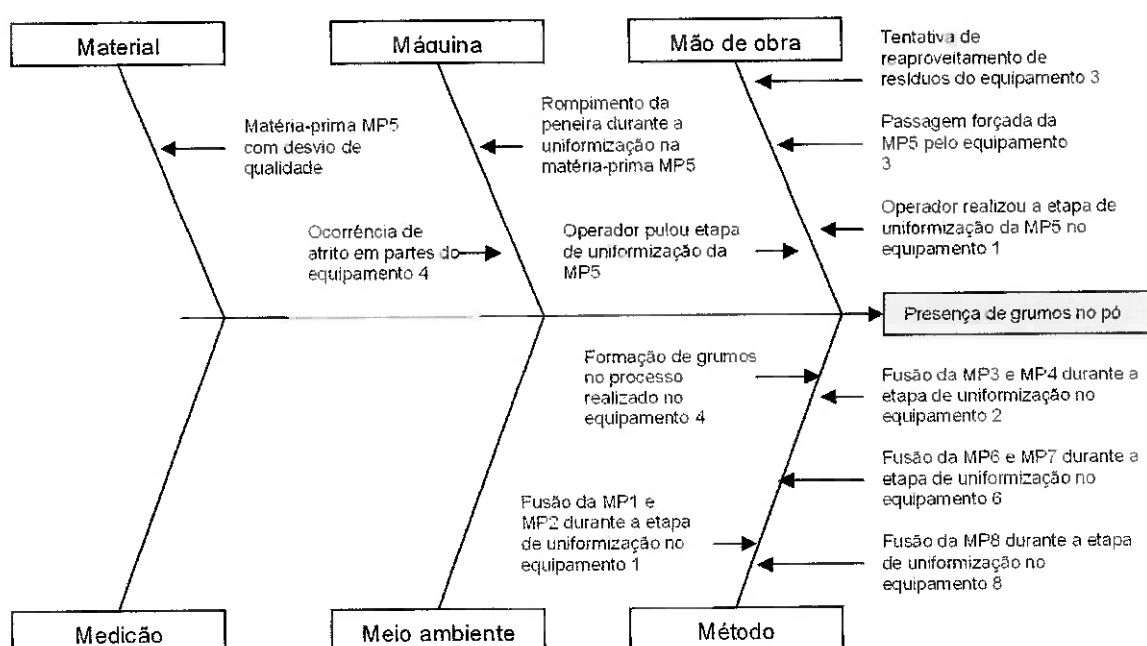 Material
Máquina
Mão de obra
Tentativa de
reaproveitamento de
resíduos do equipamento 3
Matéria-prima MP5
com desvio de
qualidade
Rompimento da
peneira durante a
uniformização na
matéria-prima MP5
Passagem forçada da
MP5 pelo equipamento
3
Ocorrência de
atrito em partes do
equipamento 4
Operador pulou etapa
de uniformização da
MP5
Operador realizou a etapa de
uniformização da MP5 no
equipamento 1
Presença de grumos no pó
Formação de grumos
no processo
realizado no
equipamento 4
Fusão da MP3 e MP4 durante a
etapa de uniformização no
equipamento 2
Fusão da MP6 e MP7 durante a
etapa de uniformização no
equipamento 6
Fusão da MP1 e
MP2 durante a etapa
de uniformização no
equipamento 1
Fusão da MP8 durante a etapa
de uniformização no
equipamento 8
Medicão
Meio ambiente
Método